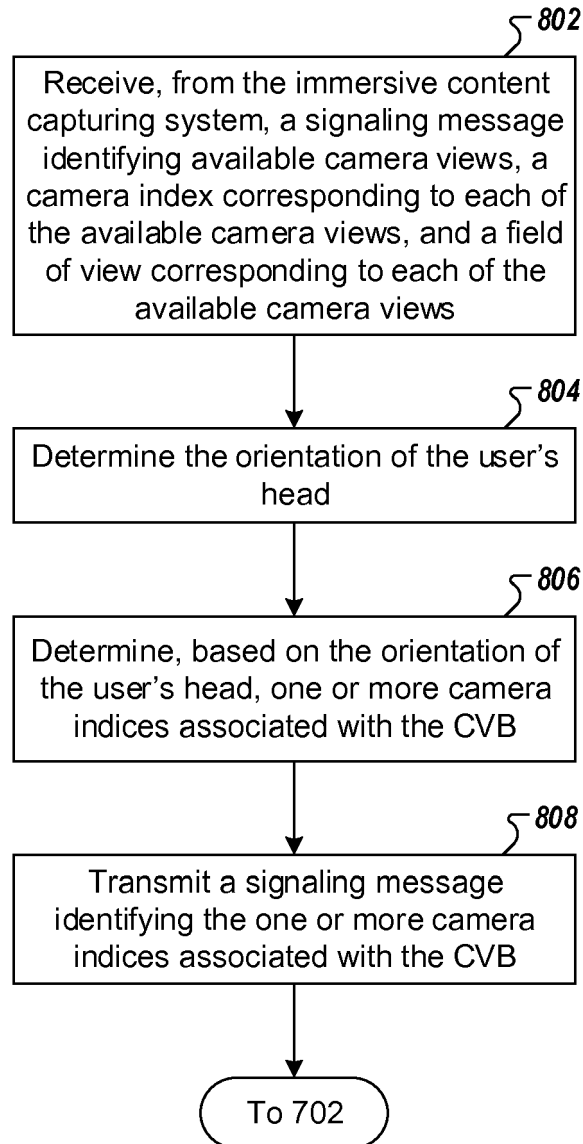 802
Receive, from the immersive content
capturing system, a signaling message
identifying available camera views, a
camera index corresponding to each of
the available camera views, and a field
of view corresponding to each of the
available camera views
804
Determine the orientation of the user's
head
806
Determine, based on the orientation of
the user's head, one or more camera
indices associated with the CVB
808
Transmit a signaling message
identifying the one or more camera
indices associated with the CVB
To 702